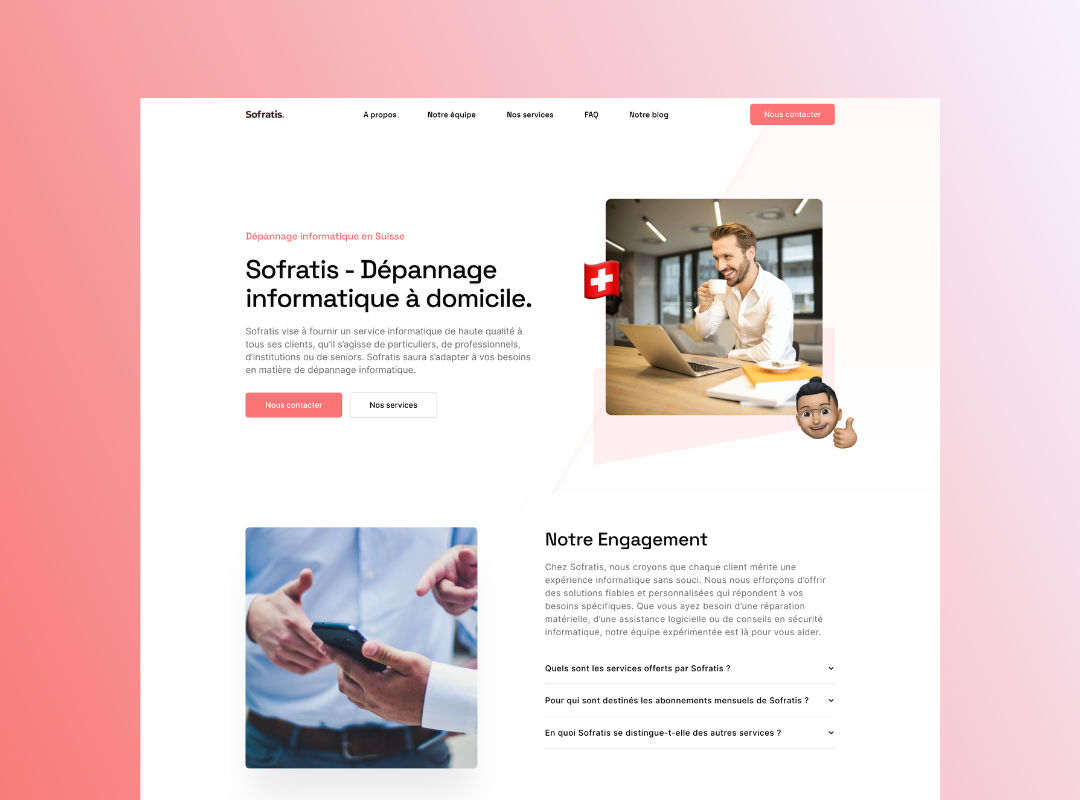 Sofratis.
A propos
Notre équipe
Nos services
FAQ
Notre blog
Nous contacter
Dépannage informatique en Suisse
Sofratis - Dépannage
informatique à domicile.
Sofratis vise à fournir un service informatique de haute qualité à
tous ses clients, qu'il s'agisse de particuliers, de professionnels,
d'institutions ou de seniors. Sofratis saura s'adapter à vos besoins
en matière de dépannage informatique.
Nous contacter
Nos services
Notre Engagement
Chez Sofratis, nous croyons que chaque client mérite une
expérience informatique sans souci. Nous nous efforçons d'offrir
des solutions fiables et personnalisées qui répondent à vos
besoins spécifiques. Que vous ayez besoin d'une réparation
matérielle, d'une assistance logicielle ou de conseils en sécurité
informatique, notre équipe expérimentée est là pour vous aider.
Quels sont les services offerts par Sofratis ?
Pour qui sont destinés les abonnements mensuels de Sofratis ?
En quoi Sofratis se distingue-t-elle des autres services ?